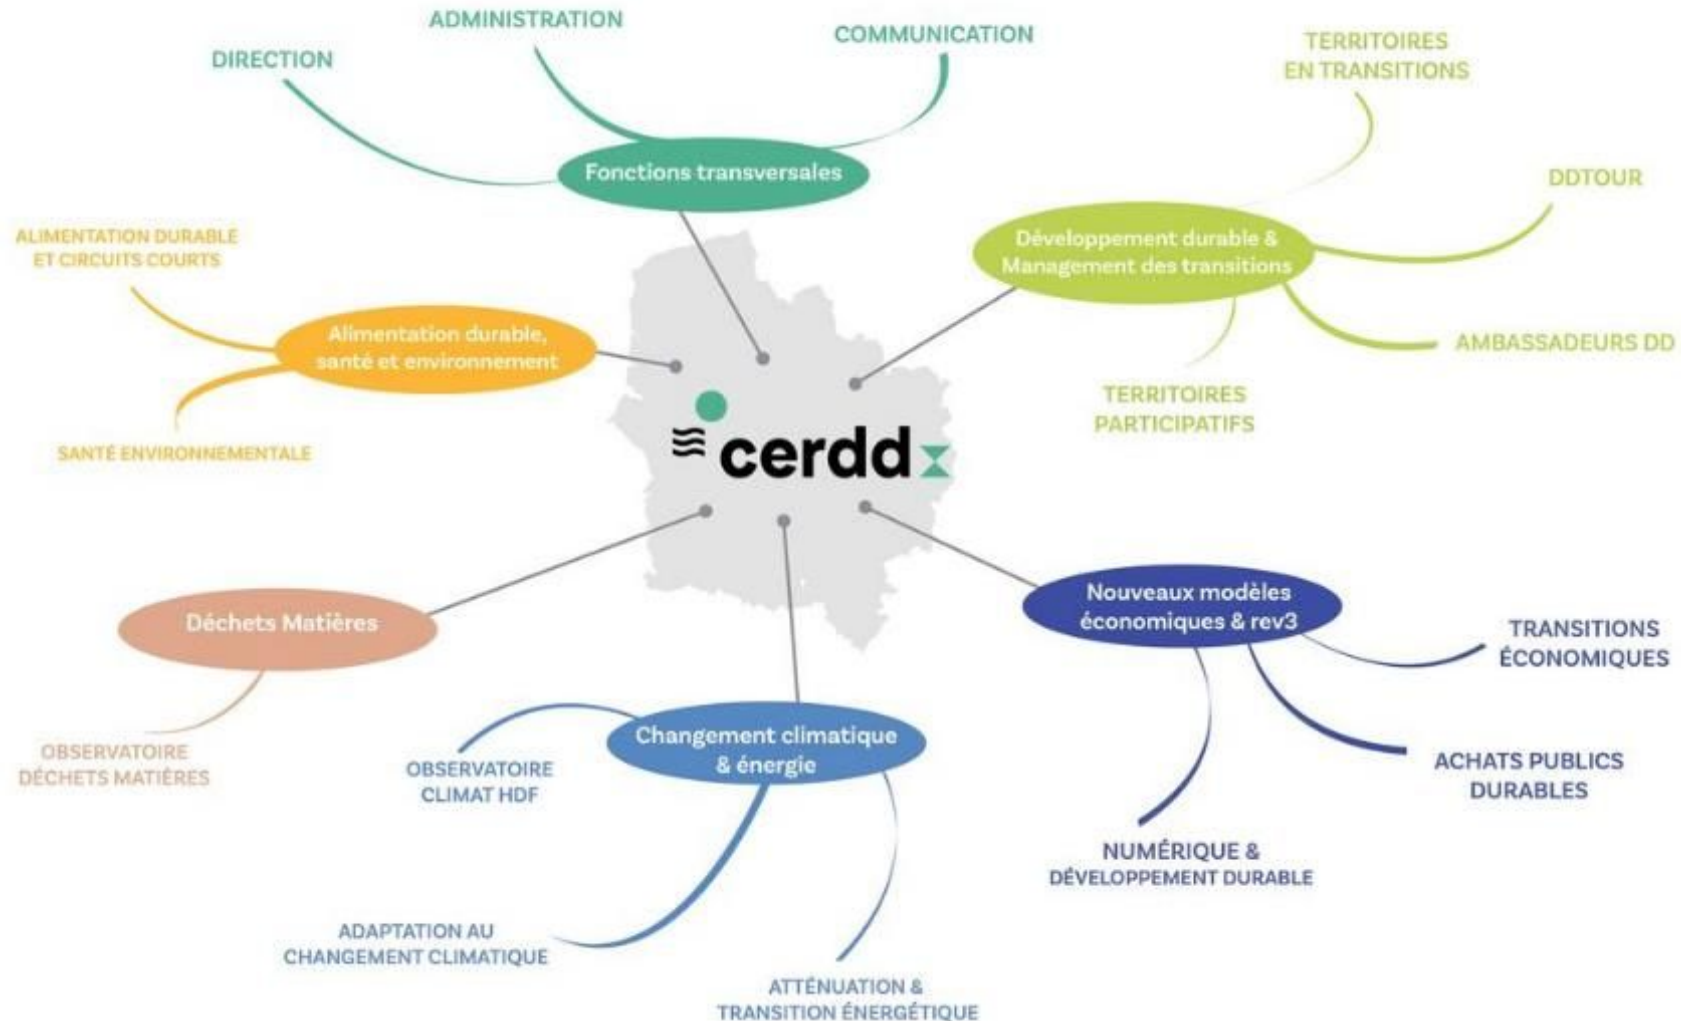 ADMINISTRATION
COMMUNICATION
DIRECTION
Fonctions transversales
TERRITOIRES
EN TRANSITIONS
DDTOUR
Développement durable &
Management des transitions
AMBASSADEURS DD
TERRITOIRES
PARTICIPATIFS
ALIMENTATION DURABLE
ET CIRCUITS COURTS
Alimentation durable,
santé et environnement
SANTÉ ENVIRONNEMENTALE
cerdd
Déchets Matières
OBSERVATOIRE
DÉCHETS MATIÈRES
Changement climatique
& énergie
OBSERVATOIRE
CLIMAT HDF
ADAPTATION AU
CHANGEMENT CLIMATIQUE
ATTÉNUATION &
TRANSITION ÉNERGÉTIQUE
Nouveaux modèles
économiques & rev3
TRANSITIONS
ÉCONOMIQUES
ACHATS PUBLICS
DURABLES
NUMÉRIQUE &
DÉVELOPPEMENT DURABLE